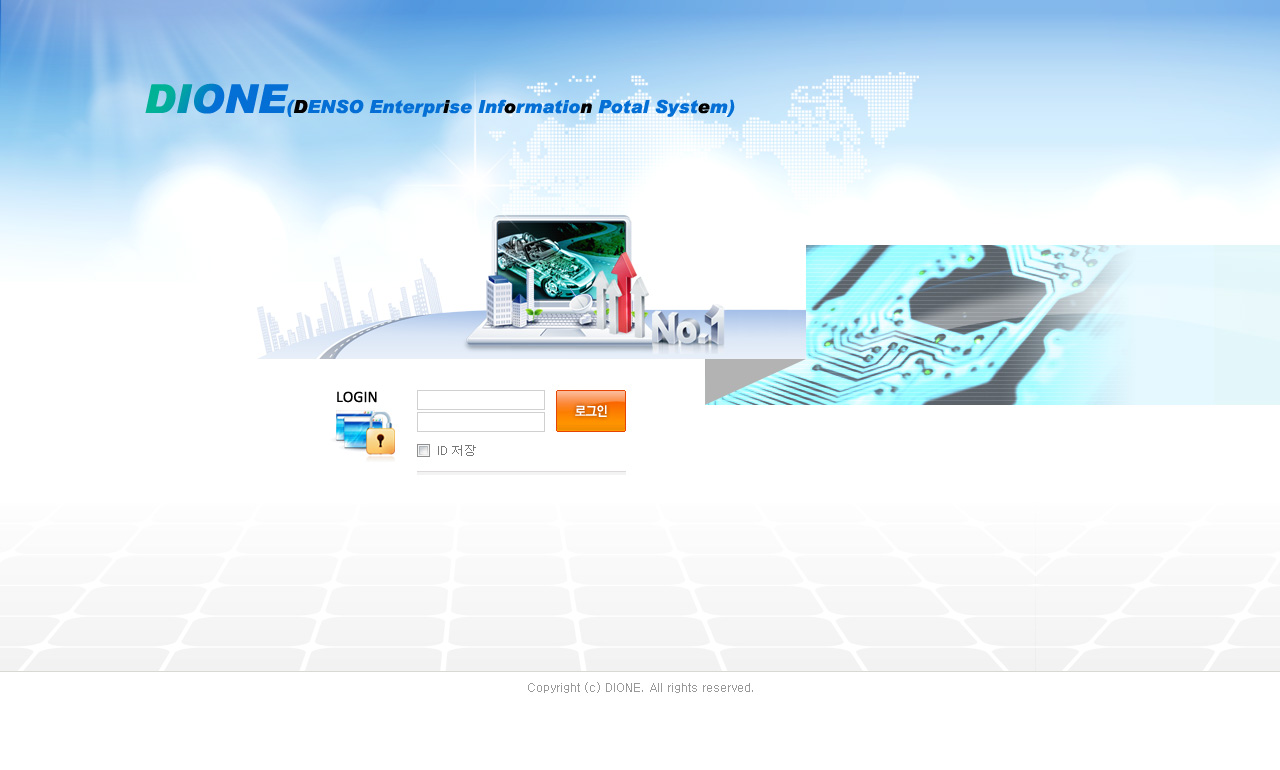 DIONE(DENSO Enterprise Information Potal System)
No.1
LOGIN
로그인
ID 저장
Copyright (c) DIONE. All rights reserved.